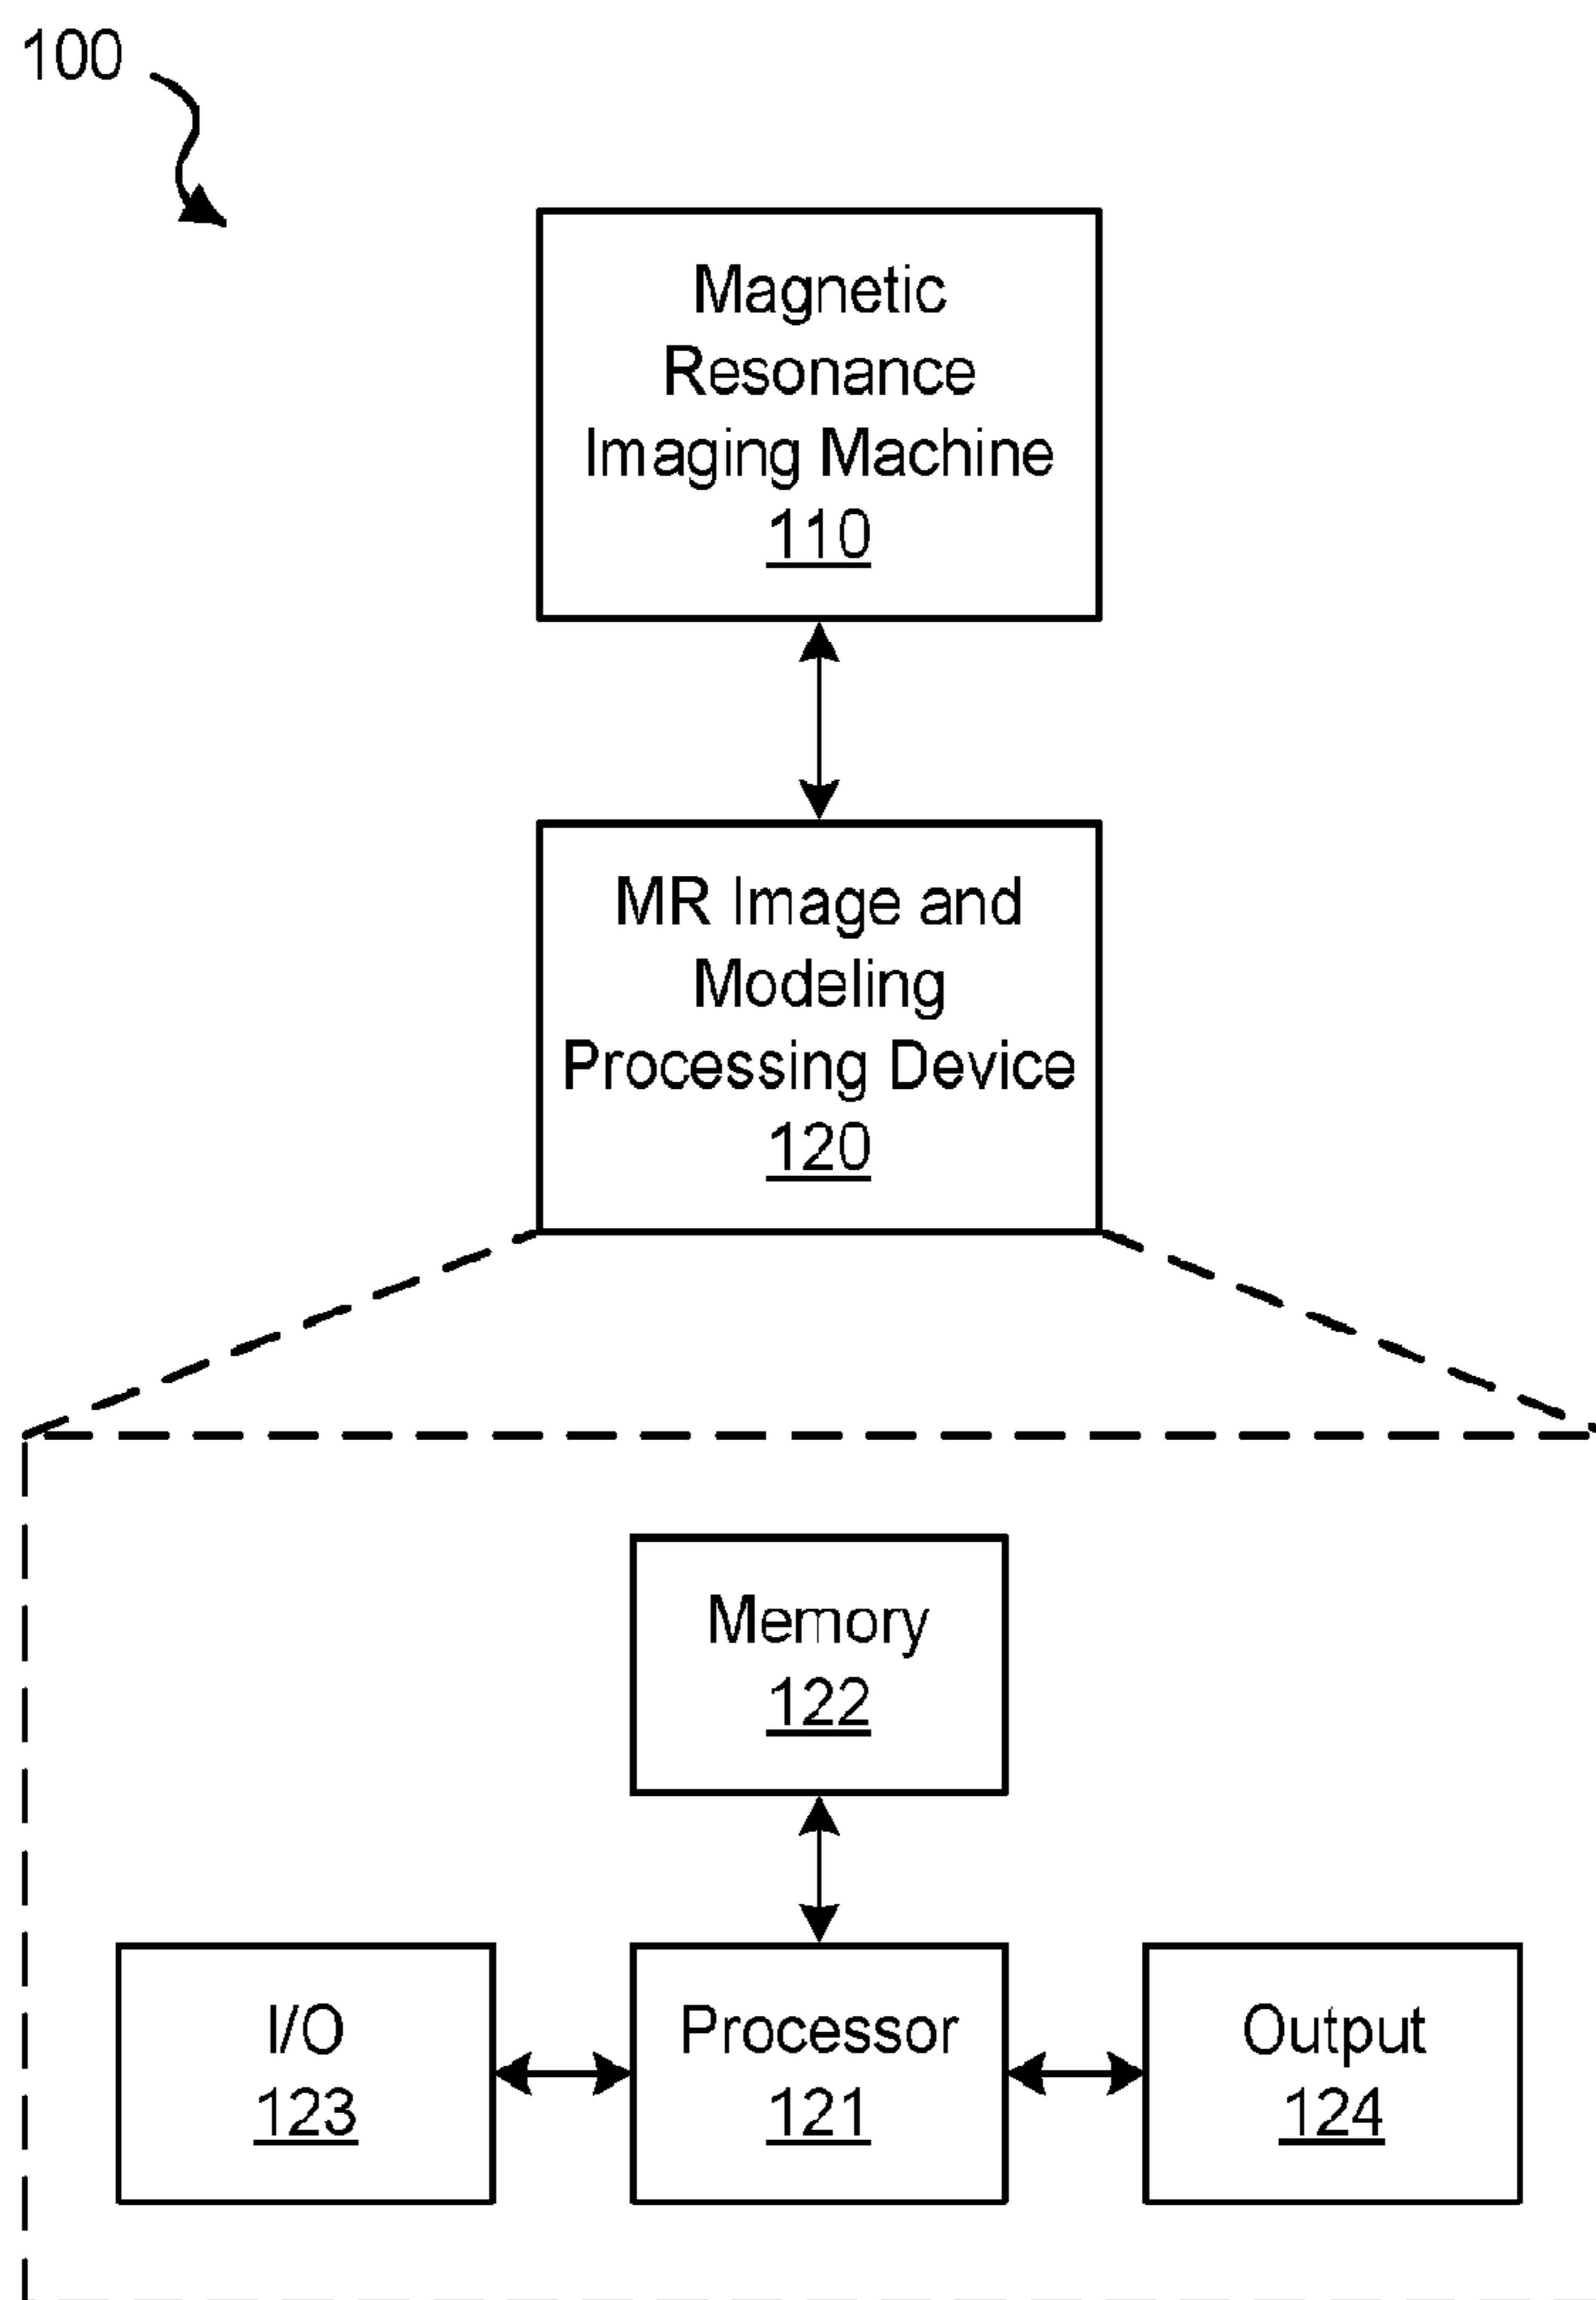 100
Magnetic
Resonance
Imaging Machine
110
MR Image and
Modeling
Processing Device
120
Memory
122
I/O
123
Processor
121
Output
124